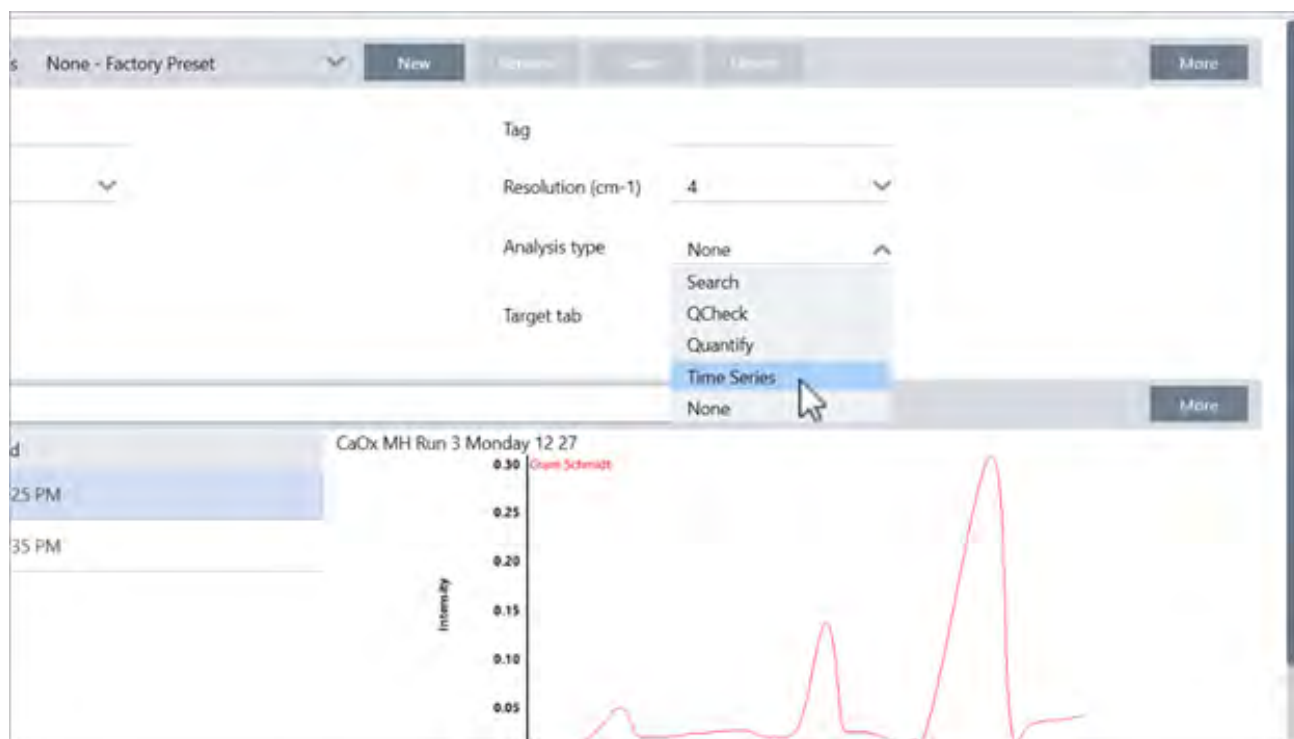 s None - Factory Preset New More
Tag
Resolution (cm-1) 4
Analysis type None
Search
Target tab QCheck
Quantify
Time Series
None More
d
25 PM
35 PM
CaOx MH Run 3 Monday 12 27
Gram Schmidt
0.30
0.25
0.20
0.15
0.10
0.05
Intensity